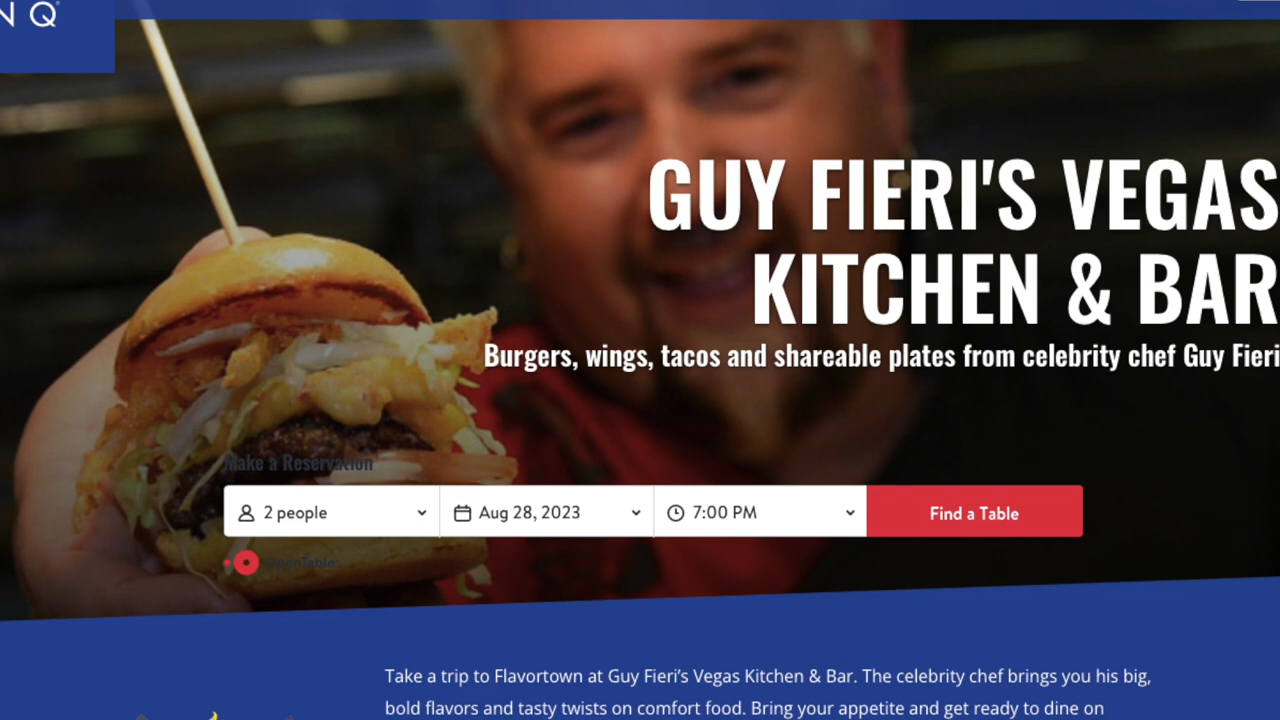 N Q
GUY FIERI'S VEGAS
KITCHEN & BAR
Burgers, wings, tacos and shareable plates from celebrity chef Guy Fieri
Make a Reservation
2 people
Aug 28, 2023
7:00 PM
Find a Table
OpenTable
Take a trip to Flavortown at Guy Fieri’s Vegas Kitchen & Bar. The celebrity chef brings you his big,
bold flavors and tasty twists on comfort food. Bring your appetite and get ready to dine on